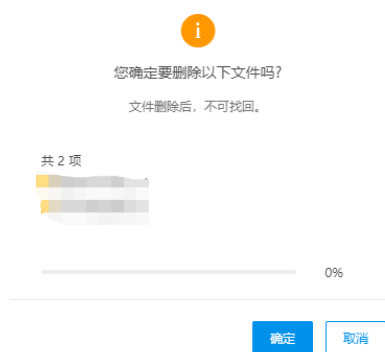 您确定要删除以下文件吗?
文件删除后，不可找回。
共 2 项
0%
确定
取消